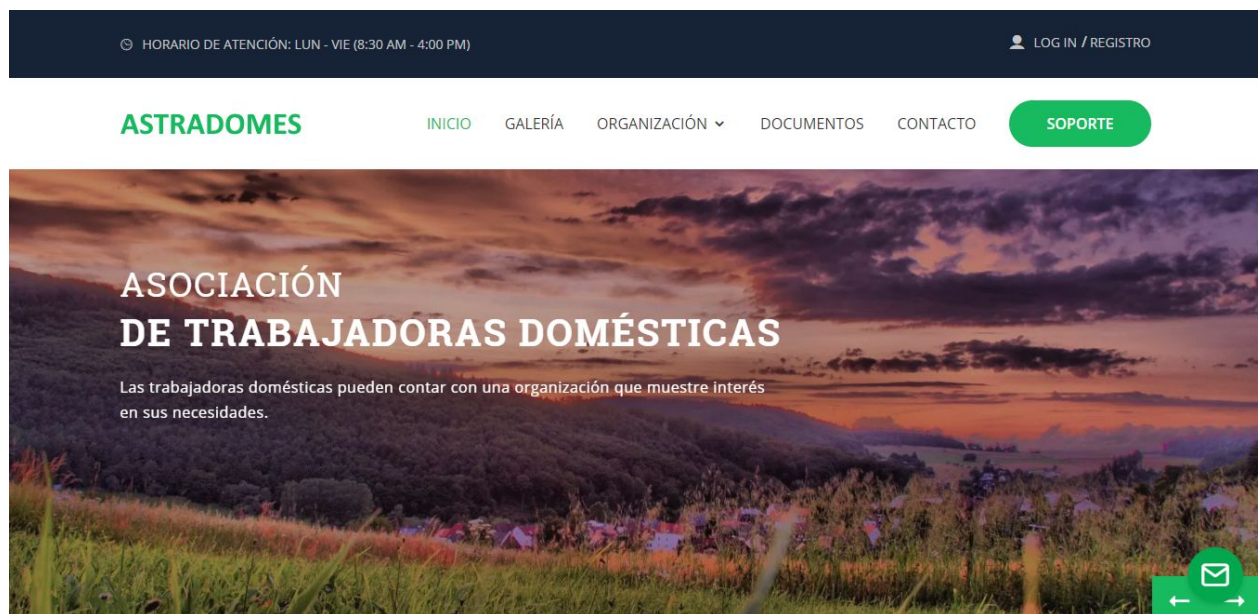 HORARIO DE ATENCIÓN: LUN - VIE (8:30 AM - 4:00 PM)
LOG IN / REGISTRO
ASTRADOMES
INICIO
GALERÍA
ORGANIZACIÓN
DOCUMENTOS
CONTACTO
SOPORTE
ASOCIACIÓN
DE TRABAJADORAS DOMÉSTICAS
Las trabajadoras domésticas pueden contar con una organización que muestre interés
en sus necesidades.